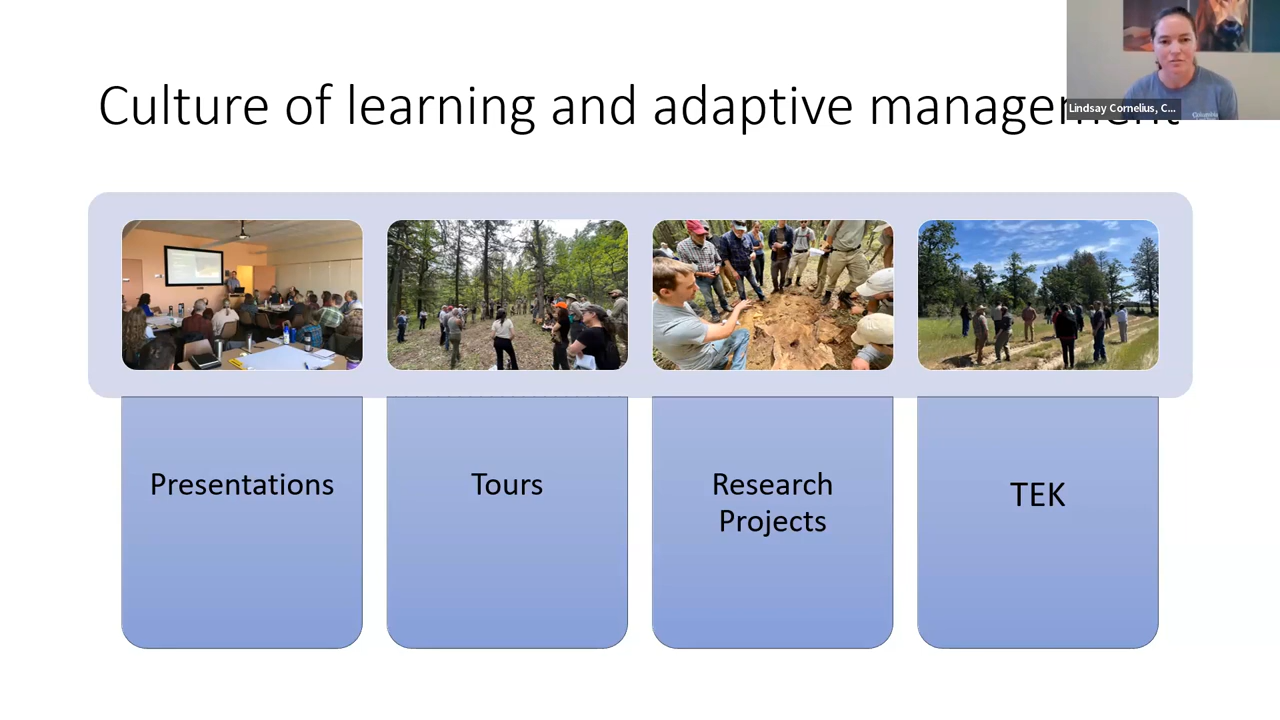 Culture of learning and adaptive management
Lindsay Cornelius, C...
Presentations
Tours
Research
Projects
TEK